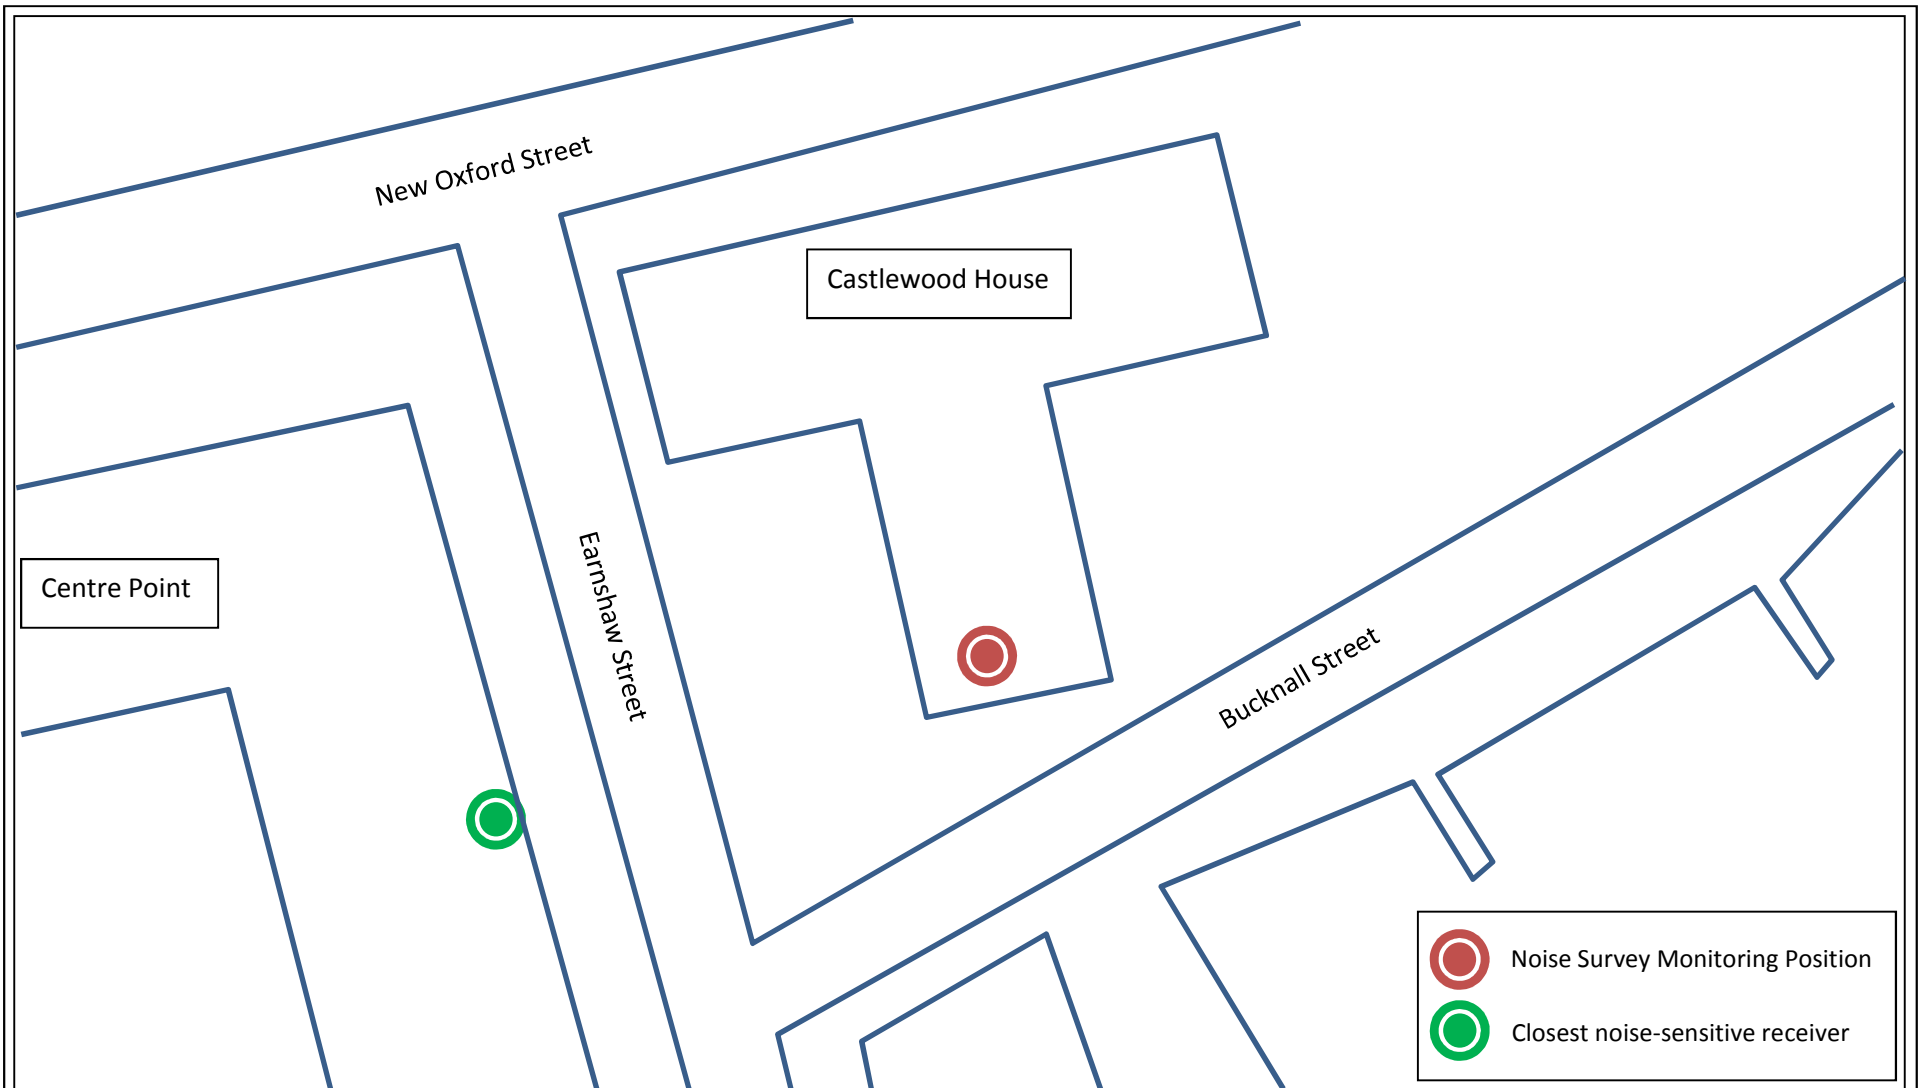 New Oxford Street
Castlewood House
Centre Point
Earnshaw Street
Bucknall Street
Noise Survey Monitoring Position
Closest noise-sensitive receiver